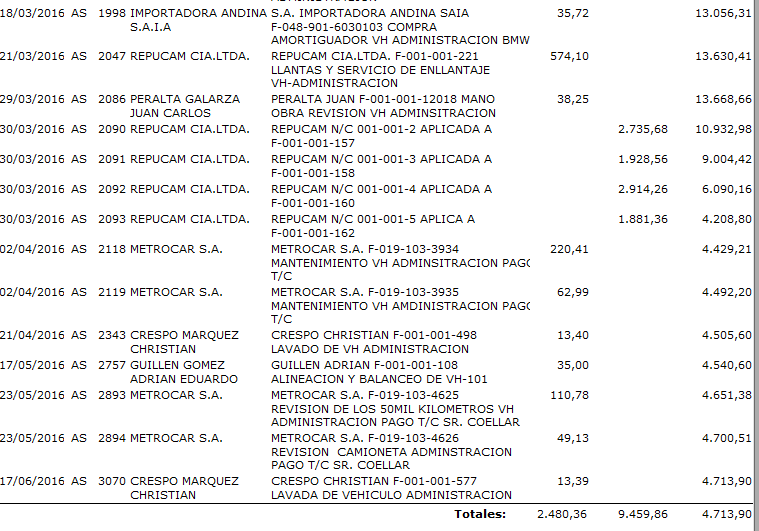 18/03/2016 AS 1998 IMPORTADORA ANDINA S.A. IMPORTADORA ANDINA SAIA 35,72 13.056,31
S.A.I.A F-048-901-6030103 COMPRA
AMORTIGUADOR VH ADMINISTRACION BMW
21/03/2016 AS 2047 REPUCAM CIA.LTDA. REPUCAM CIA.LTDA. F-001-001-221 574,10 13.630,41
LLANTAS Y SERVICIO DE ENLLANTAJE
VH-ADMINISTRACION
29/03/2016 AS 2086 PERALTA GALARZA PERALTA JUAN F-001-001-12018 MANO 38,25 13.668,66
JUAN CARLOS OBRA REVISION VH ADMINSITRACION
30/03/2016 AS 2090 REPUCAM CIA.LTDA. REPUCAM N/C 001-001-2 APLICADA A 2.735,68 10.932,98
F-001-001-157
30/03/2016 AS 2091 REPUCAM CIA.LTDA. REPUCAM N/C 001-001-3 APLICADA A 1.928,56 9.004,42
F-001-001-158
30/03/2016 AS 2092 REPUCAM CIA.LTDA. REPUCAM N/C 001-001-4 APLICADA A 2.914,26 6.090,16
F-001-001-160
30/03/2016 AS 2093 REPUCAM CIA.LTDA. REPUCAM N/C 001-001-5 APLICA A 1.881,36 4.208,80
F-001-001-162
02/04/2016 AS 2118 METROCAR S.A. METROCAR S.A. F-019-103-3934 220,41 4.429,21
MANTENIMIENTO VH ADMINSITRACION PAGO
T/C
02/04/2016 AS 2119 METROCAR S.A. METROCAR S.A. F-019-103-3935 62,99 4.492,20
MANTENIMIENTO VH AMDINISTRACION PAGO
T/C
21/04/2016 AS 2343 CRESPO MARQUEZ CRESPO CHRISTIAN F-001-001-498 13,40 4.505,60
CHRISTIAN LAVADO DE VH ADMINISTRACION
17/05/2016 AS 2757 GUILLEN GOMEZ GUILLEN ADRIAN F-001-001-108 35,00 4.540,60
ADRIAN EDUARDO ALINEACION Y BALANCEO DE VH-101
23/05/2016 AS 2893 METROCAR S.A. METROCAR S.A. F-019-103-4625 110,78 4.651,38
REVISION DE LOS 50MIL KILOMETROS VH
ADMINISTRACION PAGO T/C SR. COELLAR
23/05/2016 AS 2894 METROCAR S.A. METROCAR S.A. F-019-103-4626 49,13 4.700,51
REVISION CAMIONETA ADMINSTRACION
PAGO T/C SR. COELLAR
17/06/2016 AS 3070 CRESPO MARQUEZ CRESPO CHRISTIAN F-001-001-577 13,39 4.713,90
CHRISTIAN LAVADA DE VEHICULO ADMINISTRACION
Totales: 2.480,36 9.459,86 4.713,90